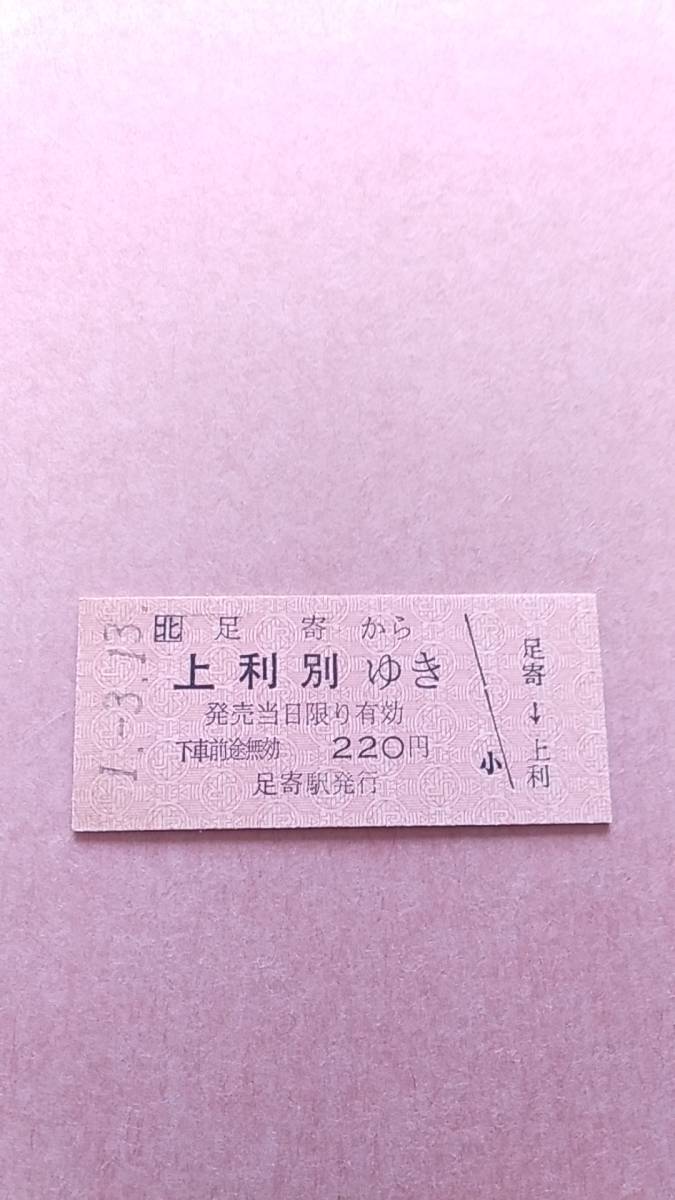 1.-3.13.
北 足寄から
上利別ゆき
発売当日限り有効
下車前途無効 220円
足寄駅発行
小
足寄→上利